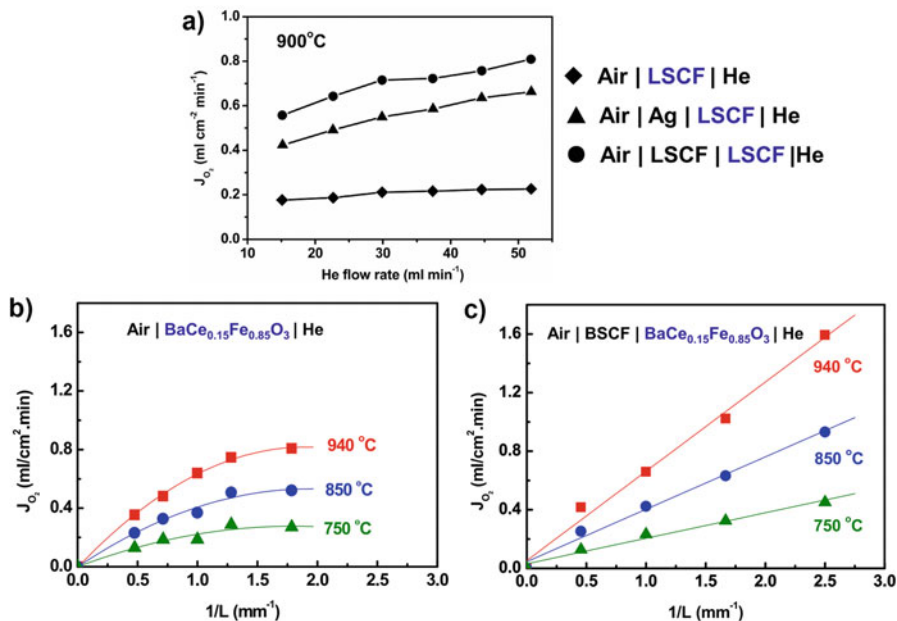 a)
900°C
1.0
0.8
0.6
0.4
0.2
0.0
J_O₂ (ml cm⁻² min⁻¹)
10 20 30 40 50
He flow rate (ml min⁻¹)
◆ Air | LSCF | He
▲ Air | Ag | LSCF | He
● Air | LSCF | LSCF |He
b)
Air | BaCe₀.₁₅Fe₀.₈₅O₃ | He
1.6
1.2
0.8
0.4
0.0
J_O₂ (ml/cm².min)
940 °C
850 °C
750 °C
0.0 0.5 1.0 1.5 2.0 2.5 3.0
1/L (mm⁻¹)
c)
Air | BSCF | BaCe₀.₁₅Fe₀.₈₅O₃ | He
1.6
1.2
0.8
0.4
0.0
J_O₂ (ml/cm².min)
940 °C
850 °C
750 °C
0.0 0.5 1.0 1.5 2.0 2.5 3.0
1/L (mm⁻¹)